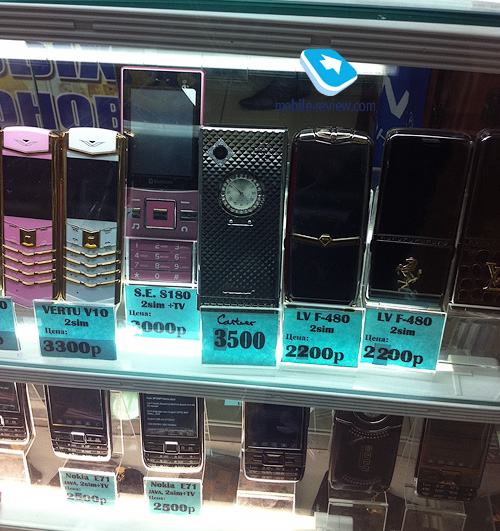 mobile-review.com
VERTU V10
2sim
Цена:
3300р
S.E. S180
2sim +TV
Цена:
3000р
Cartier
3500
LV F-480
2sim
Цена:
2200р
LV F-480
2sim
Цена:
2200р
Nokia E71
JAVA, 2sim+TV
2500р
Nokia E71
JAVA, 2sim+TV
2500р